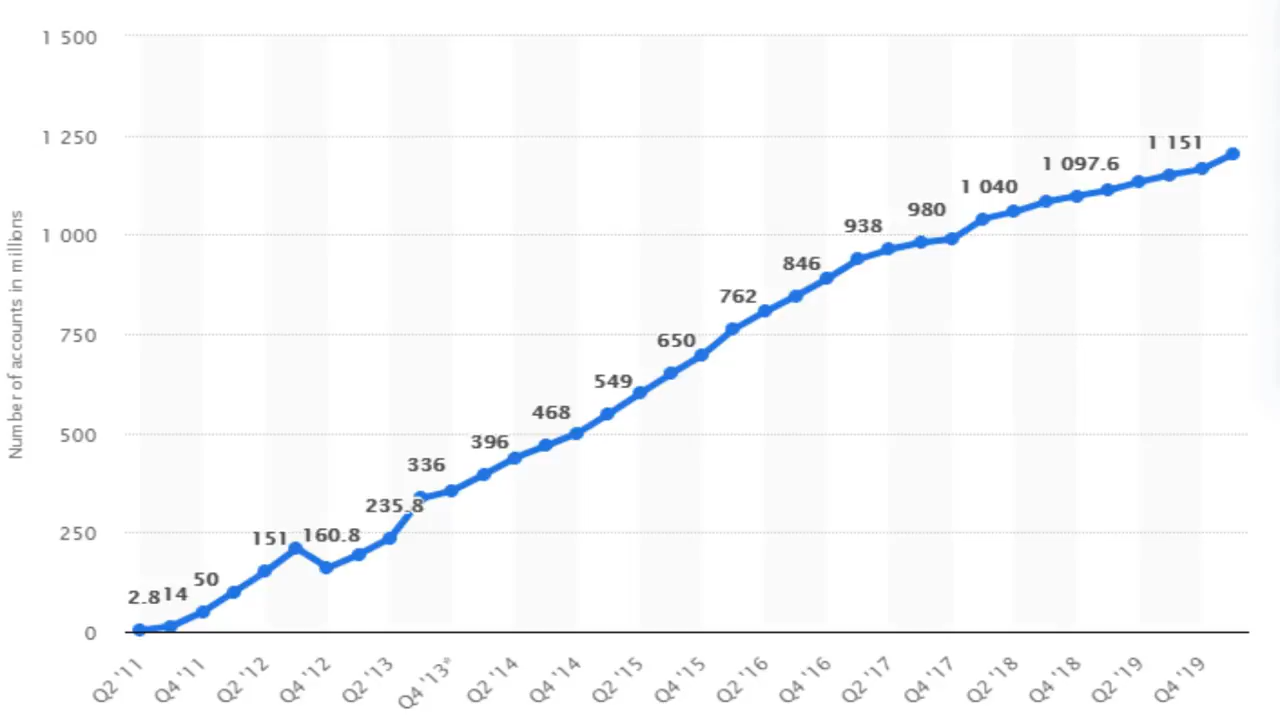 1 500
1 250
1 000
750
500
250
0
Number of accounts in millions
2.8
14
50
151
160.8
235.8
336
396
468
549
650
762
846
938
980
1 040
1 097.6
1 151
Q2 '11
Q4 '11
Q2 '12
Q4 '12
Q2 '13
Q4 '13*
Q2 '14
Q4 '14
Q2 '15
Q4 '15
Q2 '16
Q4 '16
Q2 '17
Q4 '17
Q2 '18
Q4 '18
Q2 '19
Q4 '19